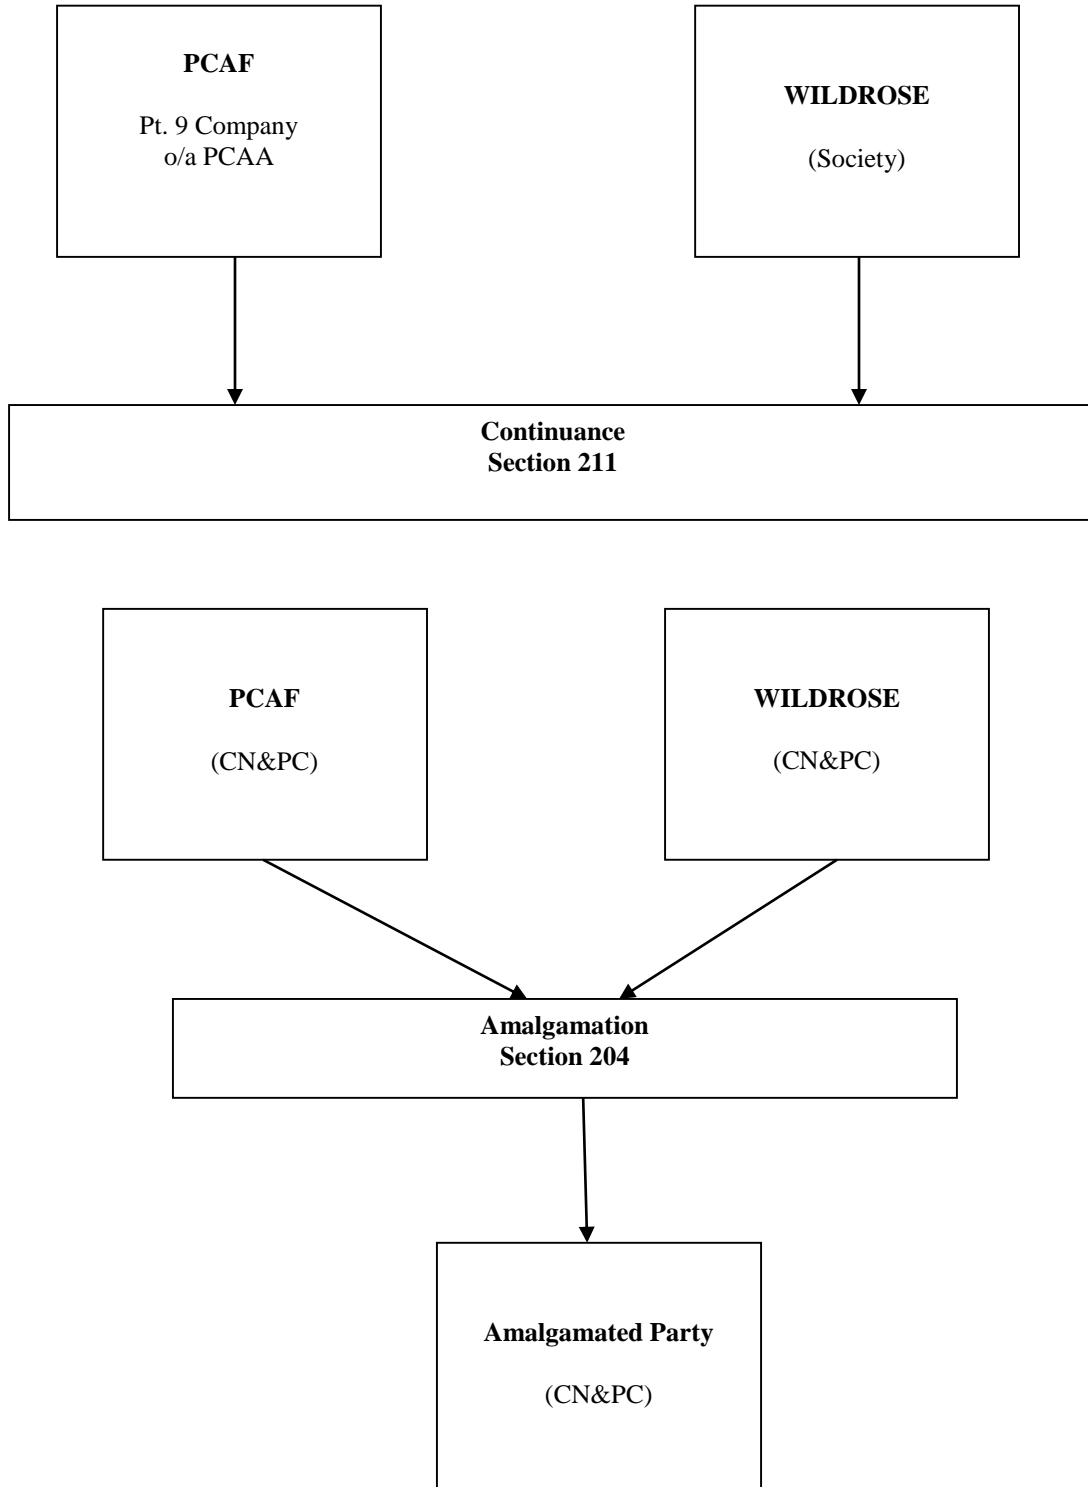 PCAF
Pt. 9 Company
o/a PCAA
WILDROSE
(Society)
Continuance
Section 211
PCAF
(CN&PC)
WILDROSE
(CN&PC)
Amalgamation
Section 204
Amalgamated Party
(CN&PC)